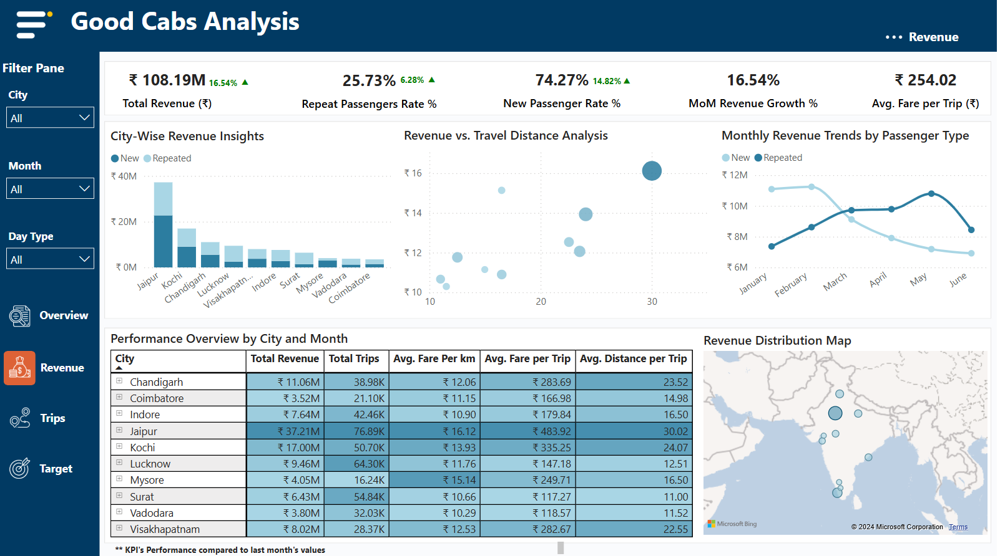 Good Cabs Analysis
••• Revenue
Filter Pane
City
All
Month
All
Day Type
All
Overview
Revenue
Trips
Target
₹ 108.19M 16.54% ▲
Total Revenue (₹)
25.73% 6.28% ▲
Repeat Passengers Rate %
74.27% 14.82% ▲
New Passenger Rate %
16.54%
MoM Revenue Growth %
₹ 254.02
Avg. Fare per Trip (₹)
City-Wise Revenue Insights
New Repeated
₹ 40M
₹ 20M
₹ 0M
Jaipur
Kochi
Chandigarh
Lucknow
Visakhapatn...
Indore
Surat
Mysore
Vadodara
Coimbatore
Revenue vs. Travel Distance Analysis
₹ 16
₹ 14
₹ 12
₹ 10
10 20 30
Monthly Revenue Trends by Passenger Type
New Repeated
₹ 12M
₹ 10M
₹ 8M
₹ 6M
January
February
March
April
May
June
Performance Overview by City and Month
City Total Revenue Total Trips Avg. Fare Per km Avg. Fare per Trip Avg. Distance per Trip
Chandigarh ₹ 11.06M 38.98K ₹ 12.06 ₹ 283.69 23.52
Coimbatore ₹ 3.52M 21.10K ₹ 11.15 ₹ 166.98 14.98
Indore ₹ 7.64M 42.46K ₹ 10.90 ₹ 179.84 16.50
Jaipur ₹ 37.21M 76.89K ₹ 16.12 ₹ 483.92 30.02
Kochi ₹ 17.00M 50.70K ₹ 13.93 ₹ 335.25 24.07
Lucknow ₹ 9.46M 64.30K ₹ 11.76 ₹ 147.18 12.51
Mysore ₹ 4.05M 16.24K ₹ 15.14 ₹ 249.71 16.50
Surat ₹ 6.43M 54.84K ₹ 10.66 ₹ 117.27 11.00
Vadodara ₹ 3.80M 32.03K ₹ 10.29 ₹ 118.57 11.52
Visakhapatnam ₹ 8.02M 28.37K ₹ 12.53 ₹ 282.67 22.55
Revenue Distribution Map
Microsoft Bing
© 2024 Microsoft Corporation Terms
** KPI's Performance compared to last month's values